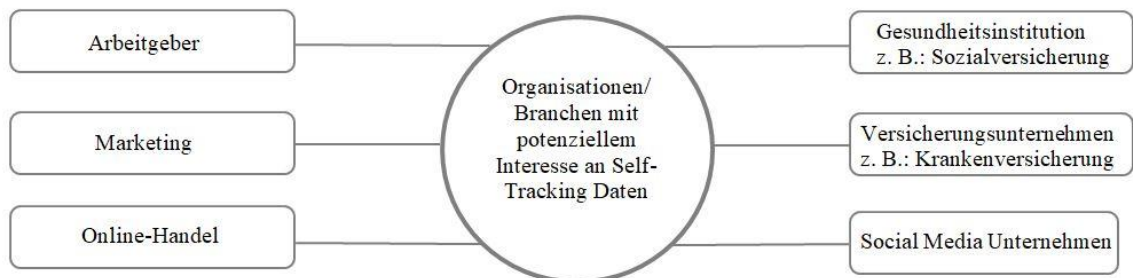 Arbeitgeber
Marketing
Online-Handel
Organisationen/
Branchen mit
potenziellem
Interesse an Self-
Tracking Daten
Gesundheitsinstitution
z. B.: Sozialversicherung
Versicherungsunternehmen
z. B.: Krankenversicherung
Social Media Unternehmen